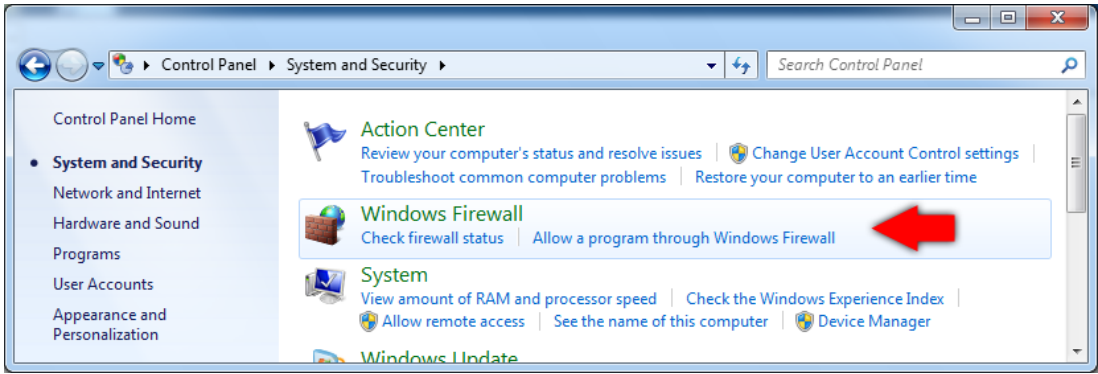 Control Panel System and Security Search Control Panel
Control Panel Home
System and Security
Network and Internet
Hardware and Sound
Programs
User Accounts
Appearance and
Personalization
Action Center
Review your computer's status and resolve issues Change User Account Control settings
Troubleshoot common computer problems Restore your computer to an earlier time
Windows Firewall
Check firewall status Allow a program through Windows Firewall
System
View amount of RAM and processor speed Check the Windows Experience Index
Allow remote access See the name of this computer Device Manager
Windows Update